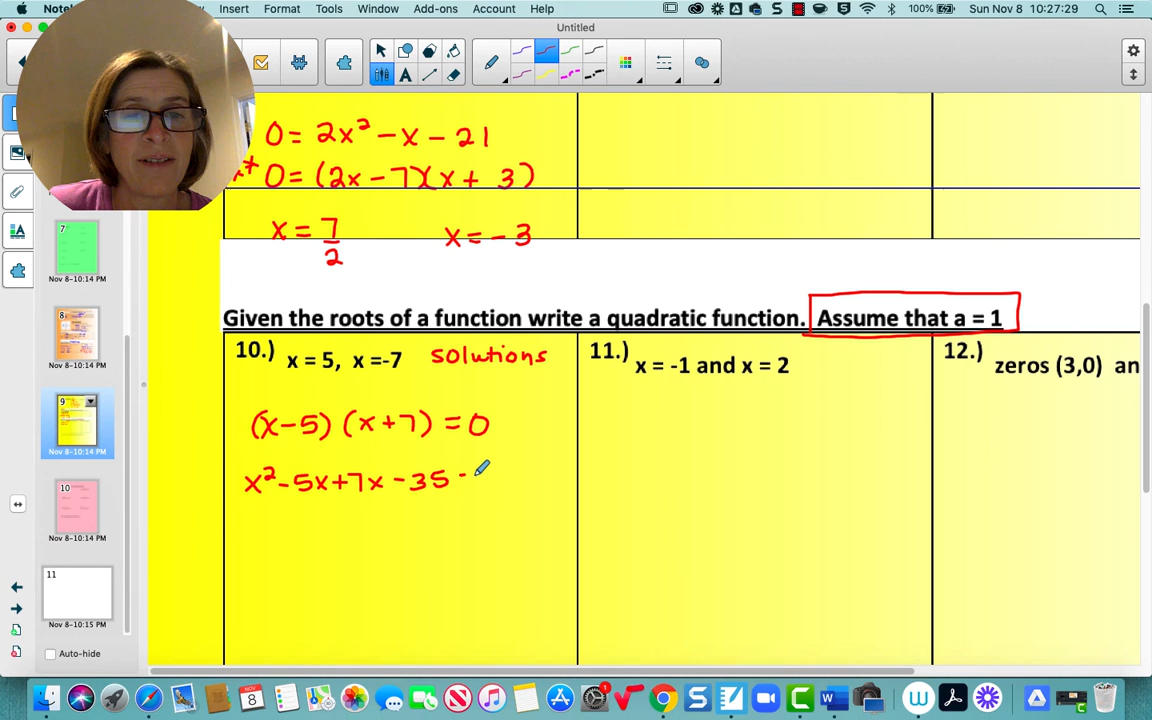 Note
Insert Format Tools Window Add-ons Account Help
100%
Sun Nov 8 10:27:29
Untitled
0 = 2x² - x - 21
0 = (2x - 7)(x + 3)
x = 7/2 x = -3
7
Nov 8-10:14 PM
8
Nov 8-10:14 PM
9
Nov 8-10:14 PM
10
Nov 8-10:14 PM
11
Nov 8-10:15 PM
Auto-hide
Given the roots of a function write a quadratic function. Assume that a = 1
10.) x = 5, x =-7 solutions
(x-5) (x+7) = 0
x² - 5x + 7x - 35 -
11.) x = -1 and x = 2
12.) zeros (3,0) an
NOV
8
1